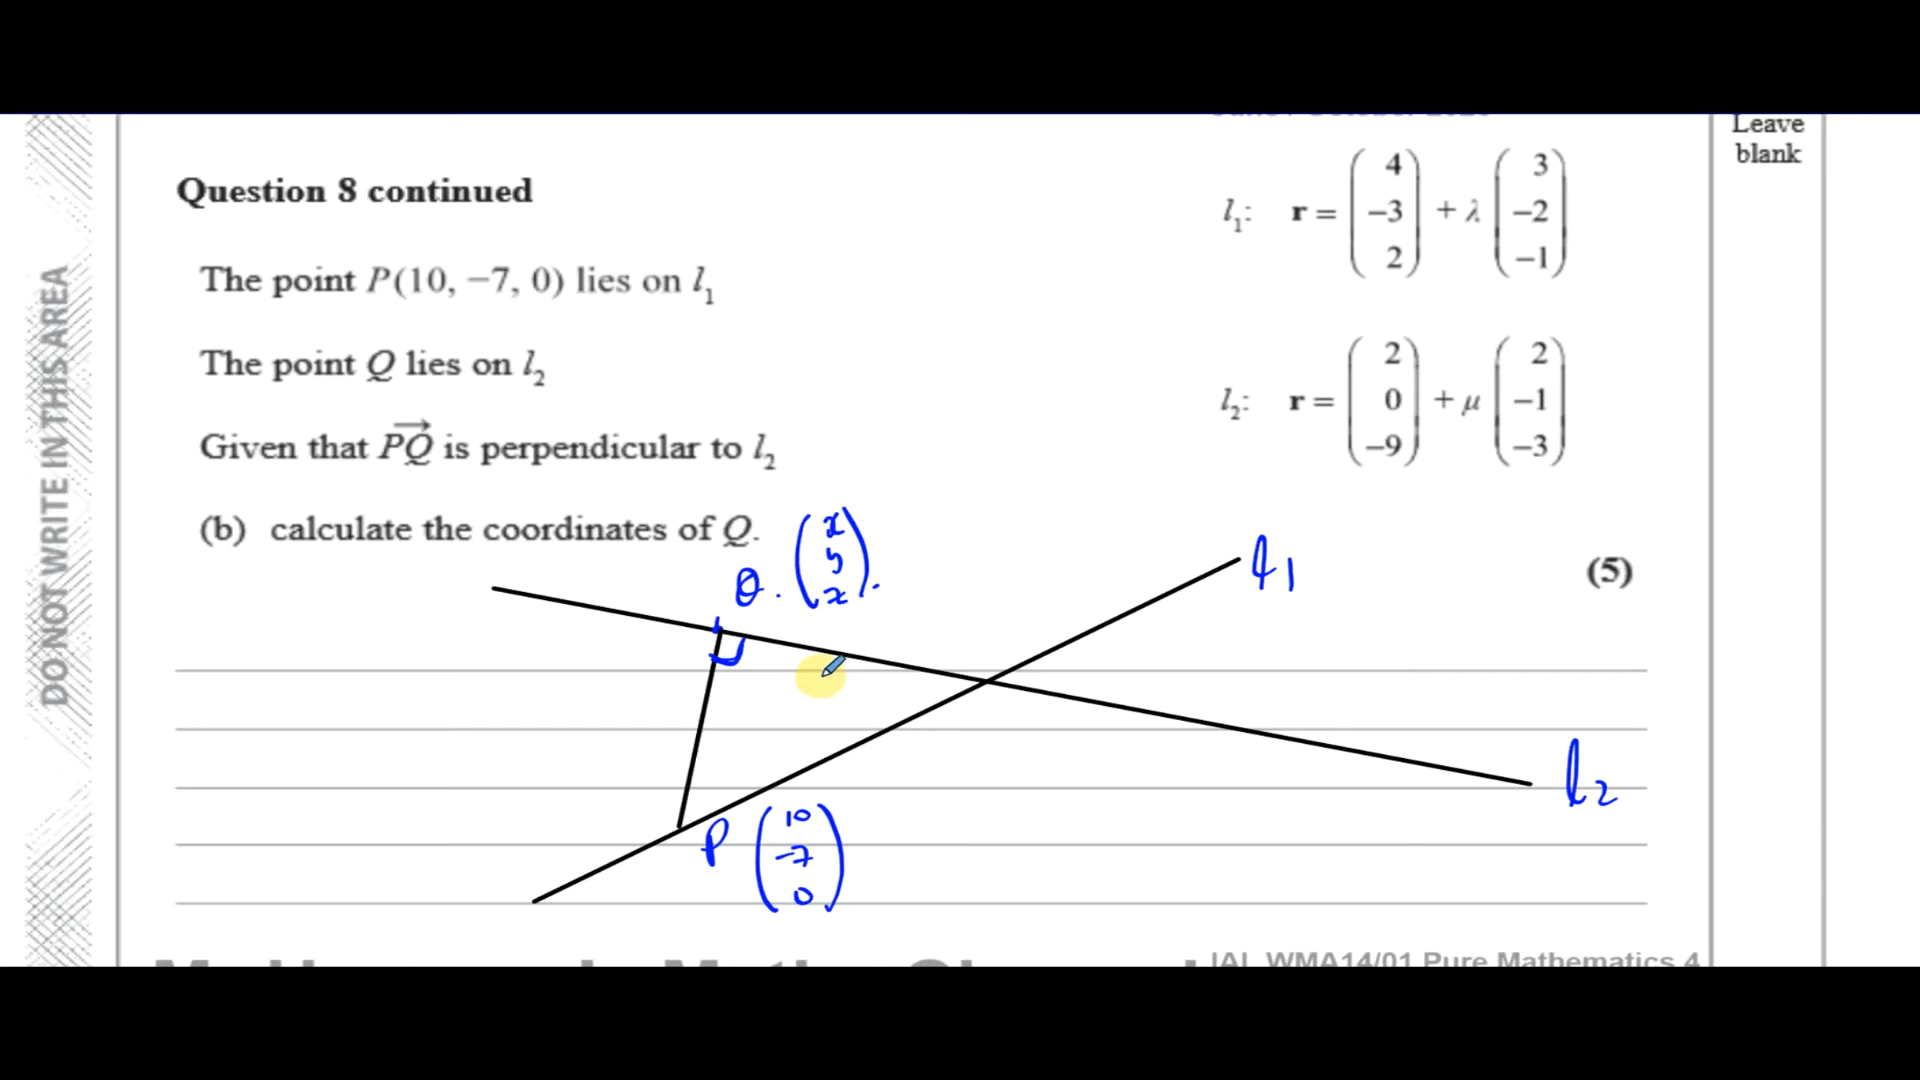 Leave
blank
Question 8 continued
l₁: r = (4 −3 2) + λ (3 −2 −1)
The point P(10, −7, 0) lies on l₁
The point Q lies on l₂
l₂: r = (2 0 −9) + μ (2 −1 −3)
Given that PQ is perpendicular to l₂
(b) calculate the coordinates of Q.
(5)
Q. (x y z).
l₁
l₂
P (10 −7 0)
DO NOT WRITE IN THIS AREA
IAL WMA14/01 Pure Mathematics 4